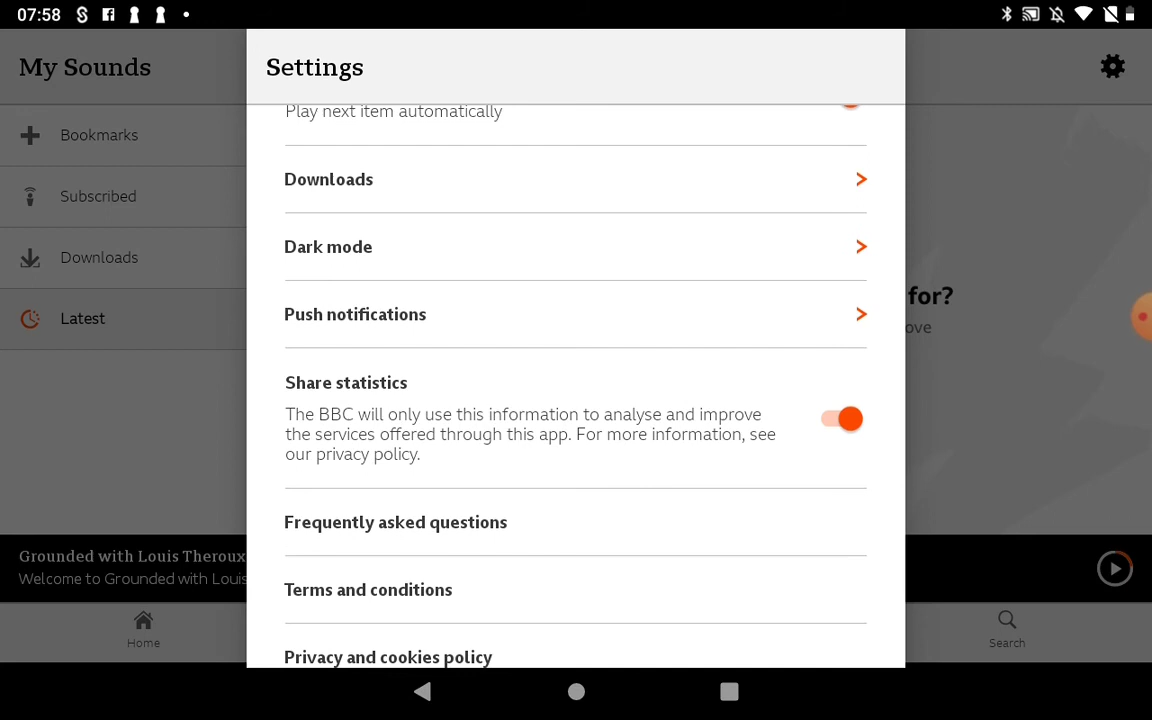 07:58
My Sounds
Settings
Play next item automatically
Bookmarks
Downloads
Subscribed
Dark mode
Downloads
for?
Push notifications
Latest
ove
Share statistics
The BBC will only use this information to analyse and improve
the services offered through this app. For more information, see
our privacy policy.
Frequently asked questions
Grounded with Louis Theroux
Welcome to Grounded with Louis
Terms and conditions
Home
Search
Privacy and cookies policy